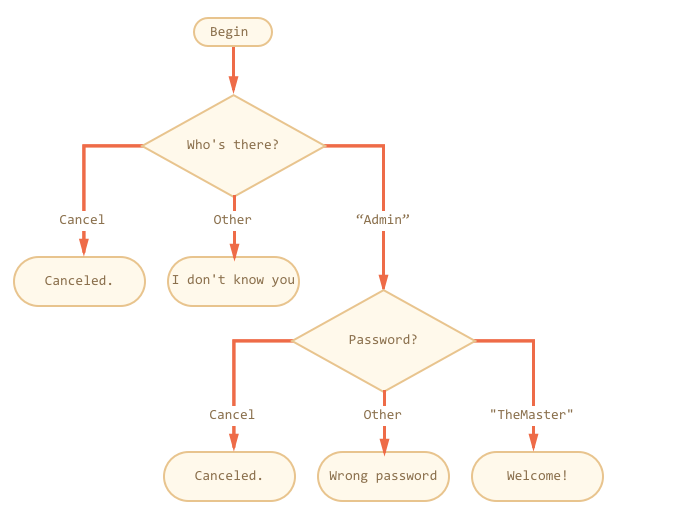 Begin
Who's there?
Cancel
Other
“Admin”
Canceled.
I don't know you
Password?
Cancel
Other
"TheMaster"
Canceled.
Wrong password
Welcome!